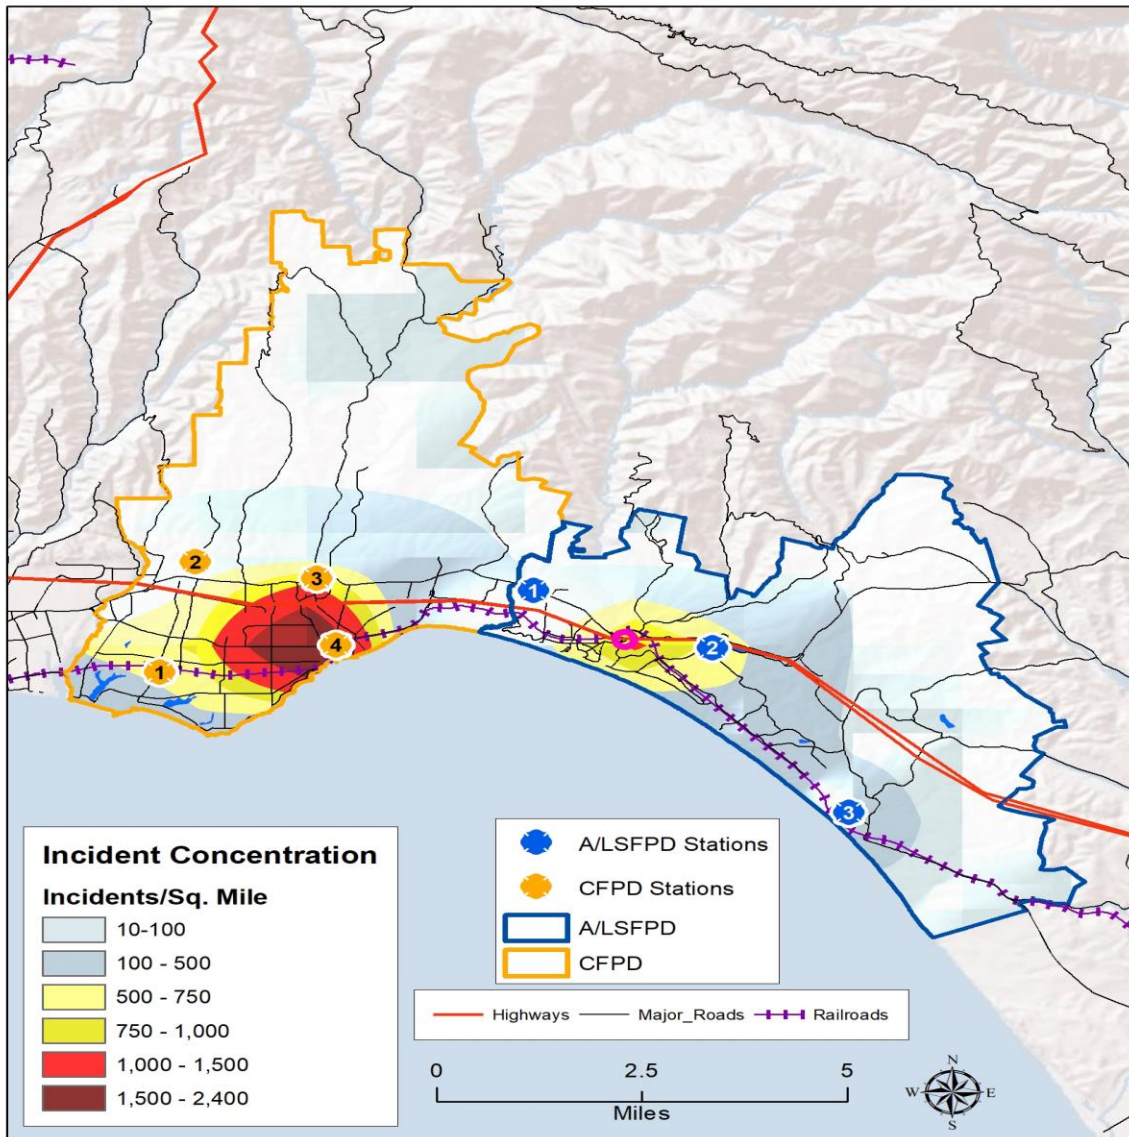 2
3
1
4
1
2
3
Incident Concentration
Incidents/Sq. Mile
10-100
100 - 500
500 - 750
750 - 1,000
1,000 - 1,500
1,500 - 2,400
A/LSFPD Stations
CFPD Stations
A/LSFPD
CFPD
Highways Major_Roads Railroads
0 2.5 5
Miles
N
W E
S